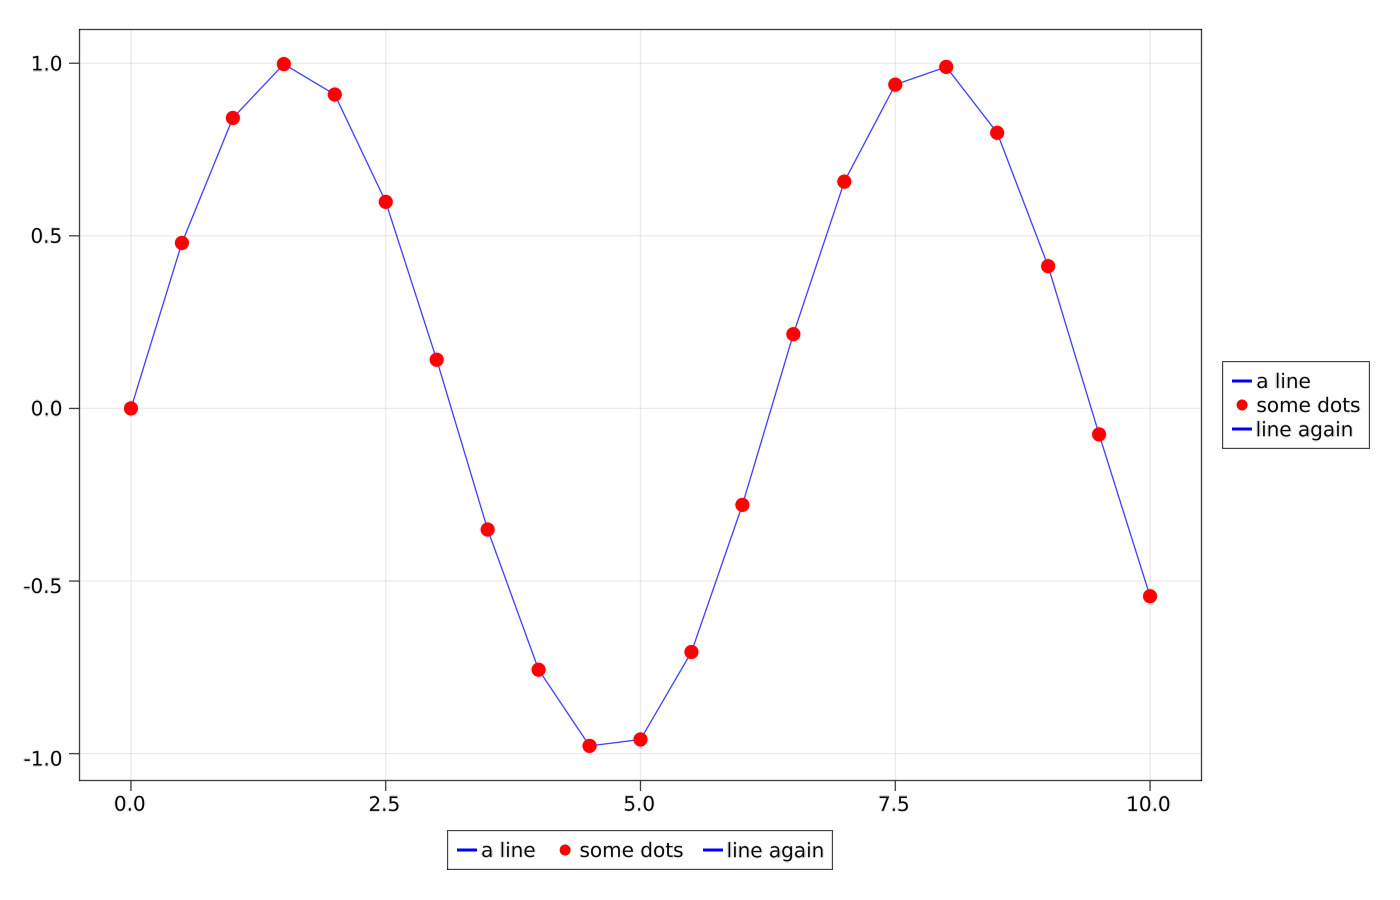 1.0
0.5
0.0
-0.5
-1.0
0.0 2.5 5.0 7.5 10.0
a line
some dots
line again
a line some dots line again